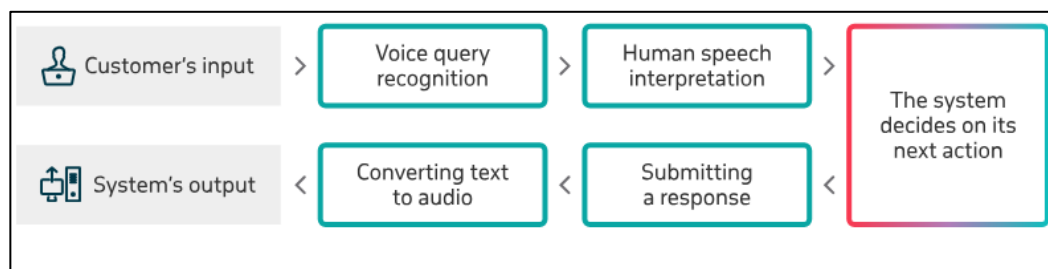 Customer's input
Voice query
recognition
Human speech
interpretation
The system
decides on its
next action
System's output
Converting text
to audio
Submitting
a response